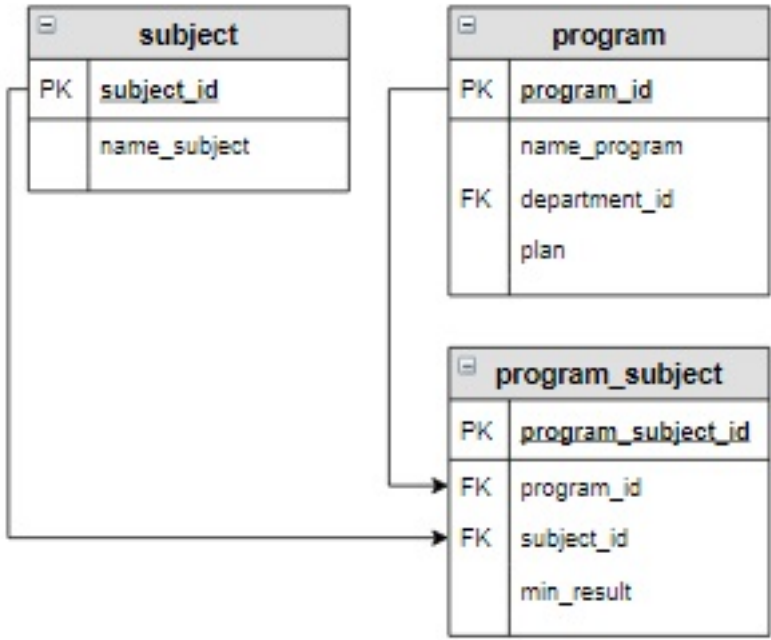 subject
PK subject_id
name_subject
program
PK program_id
name_program
FK department_id
plan
program_subject
PK program_subject_id
FK program_id
FK subject_id
min_result